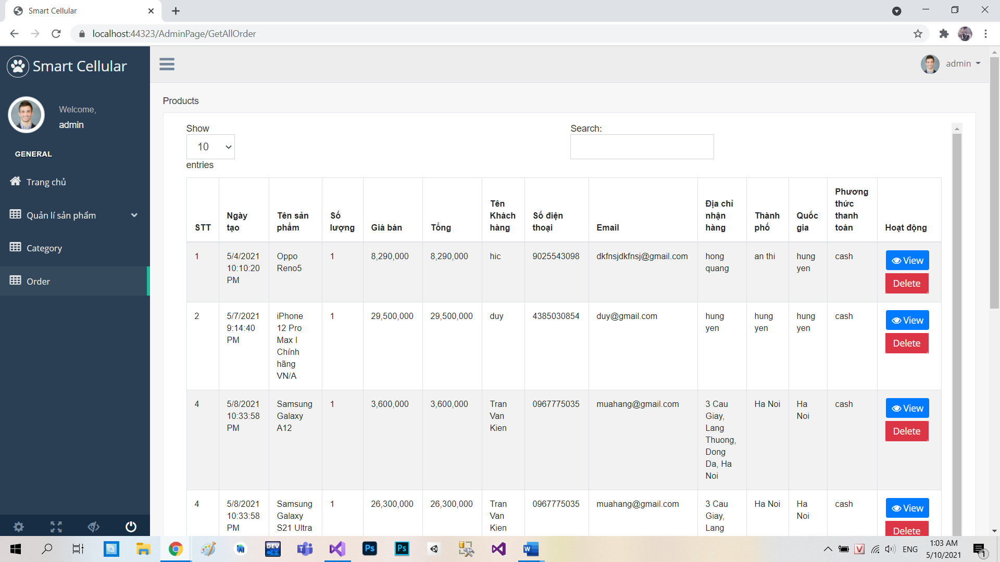 Smart Cellular
localhost:44323/AdminPage/GetAllOrder
Smart Cellular
admin
Welcome,
admin
GENERAL
Trang chủ
Quản lí sản phẩm
Category
Order
Products
Show
10
entries
Search:
STT
Ngày
tạo
Tên sản
phẩm
Số
lượng
Giá bán
Tổng
Tên
Khách
hàng
Số điện
thoại
Email
Địa chỉ
nhận
hàng
Thành
phố
Quốc
gia
Phương
thức
thanh
toán
Hoạt động
1
5/4/2021
10:10:20
PM
Oppo
Reno5
1
8,290,000
8,290,000
hic
9025543098
dkfnsjdkfnsj@gmail.com
hong
quang
an thi
hung
yen
cash
View
Delete
2
5/7/2021
9:14:40
PM
iPhone
12 Pro
Max I
Chính
hãng
VN/A
1
29,500,000
29,500,000
duy
4385030854
duy@gmail.com
hung
yen
hung
yen
hung
yen
cash
View
Delete
4
5/8/2021
10:33:58
PM
Samsung
Galaxy
A12
1
3,600,000
3,600,000
Tran
Van
Kien
0967775035
muahang@gmail.com
3 Cau
Giay,
Lang
Thuong,
Dong
Da, Ha
Noi
Ha Noi
Ha
Noi
cash
View
Delete
4
5/8/2021
10:33:58
PM
Samsung
Galaxy
S21 Ultra
1
26,300,000
26,300,000
Tran
Van
Kien
0967775035
muahang@gmail.com
3 Cau
Giay,
Lang
Ha Noi
Ha
Noi
cash
View
Delete
DEV
C++
Ps
Ps
W
V
ENG
1:03 AM
5/10/2021
1